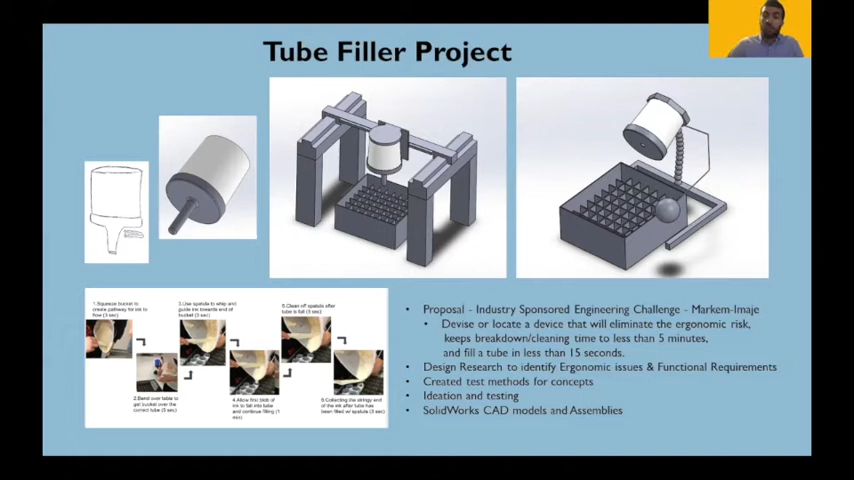 Tube Filler Project
1.Squeeze bucket to
create pathway for ink to
flow (3 sec)
3.Use spatula to whip and
guide ink towards end of
bucket (3 sec)
5.Clean off spatula after
tube is full (3 sec)
2.Bend over table to
get bucket over the
correct tube (3 sec)
4.Allow first blob of
ink to fall into tube
and continue filling (1
min)
6.Collecting the stringy end
of the ink after tube has
been filled w/ spatula (3 sec)
• Proposal - Industry Sponsored Engineering Challenge - Markem-Imaje
• Devise or locate a device that will eliminate the ergonomic risk,
keeps breakdown/cleaning time to less than 5 minutes,
and fill a tube in less than 15 seconds.
• Design Research to identify Ergonomic issues & Functional Requirements
• Created test methods for concepts
• Ideation and testing
• SolidWorks CAD models and Assemblies